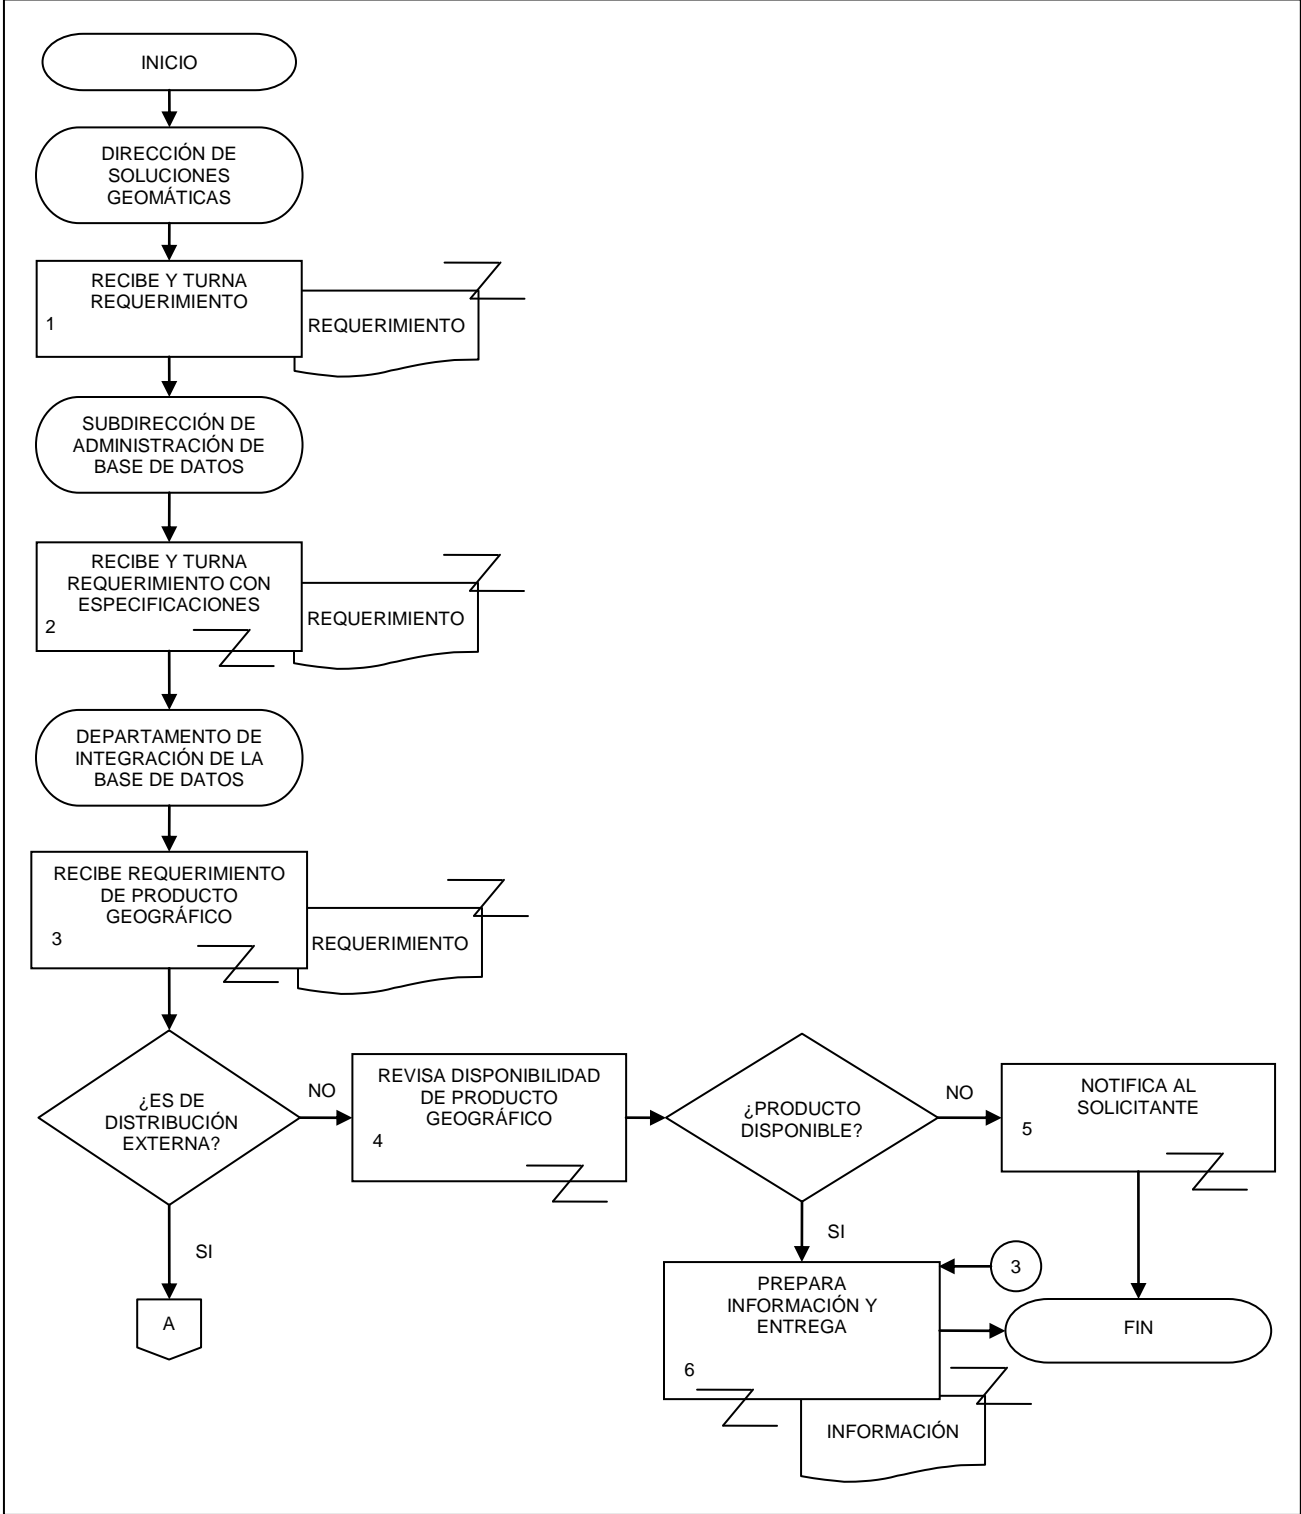 INICIO
DIRECCIÓN DE
SOLUCIONES
GEOMÁTICAS
RECIBE Y TURNA
REQUERIMIENTO
1
REQUERIMIENTO
SUBDIRECCIÓN DE
ADMINISTRACIÓN DE
BASE DE DATOS
RECIBE Y TURNA
REQUERIMIENTO CON
ESPECIFICACIONES
2
REQUERIMIENTO
DEPARTAMENTO DE
INTEGRACIÓN DE LA
BASE DE DATOS
RECIBE REQUERIMIENTO
DE PRODUCTO
GEOGRÁFICO
3
REQUERIMIENTO
¿ES DE
DISTRIBUCIÓN
EXTERNA?
NO
REVISA DISPONIBILIDAD
DE PRODUCTO
GEOGRÁFICO
4
¿PRODUCTO
DISPONIBLE?
NO
NOTIFICA AL
SOLICITANTE
5
SI
A
SI
PREPARA
INFORMACIÓN Y
ENTREGA
6
3
FIN
INFORMACIÓN